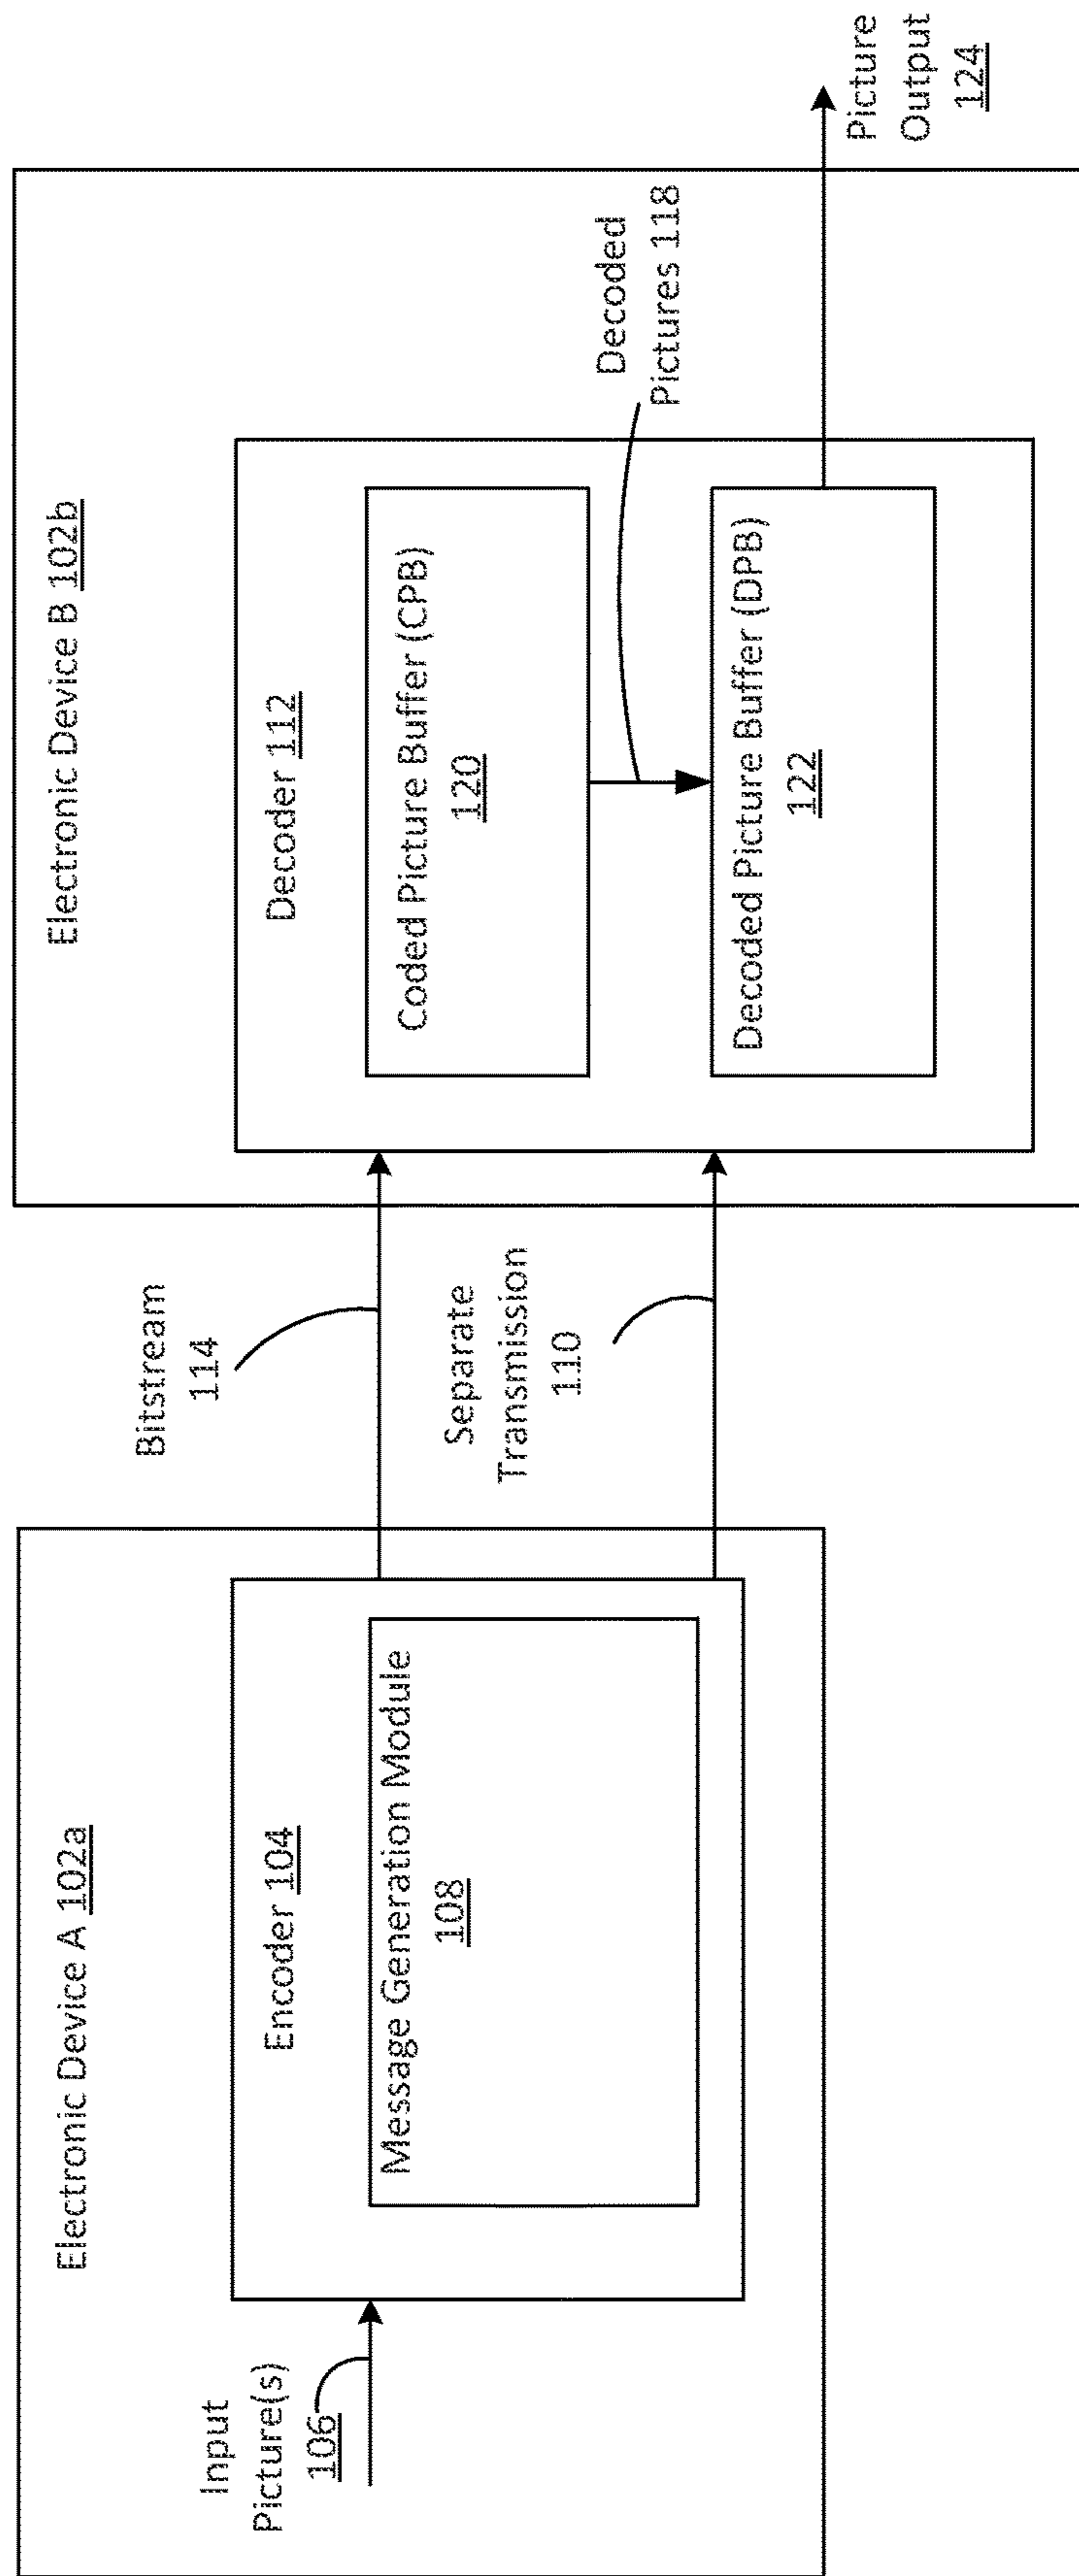 Electronic Device A 102a
Input
Picture(s)
106
Encoder 104
Message Generation Module
108
Bitstream
114
Separate
Transmission
110
Electronic Device B 102b
Decoder 112
Coded Picture Buffer (CPB)
120
Decoded
Pictures 118
Decoded Picture Buffer (DPB)
122
Picture
Output
124